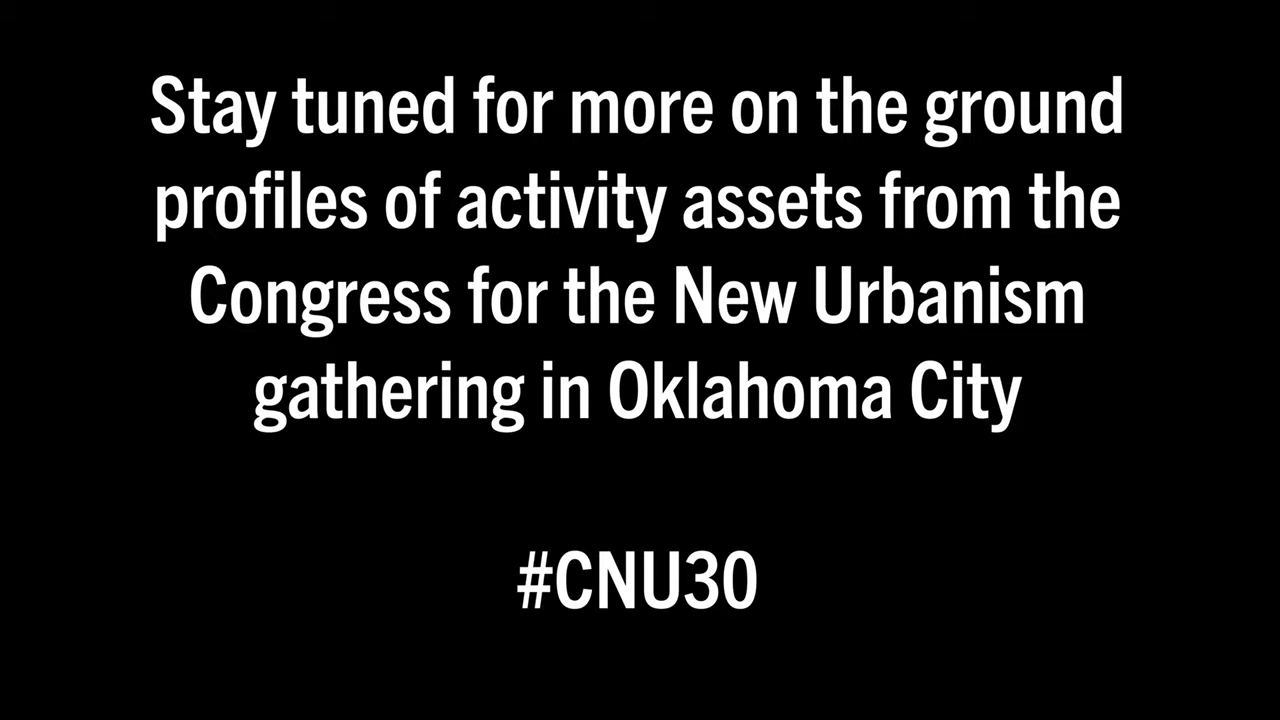 Stay tuned for more on the ground
profiles of activity assets from the
Congress for the New Urbanism
gathering in Oklahoma City
#CNU30